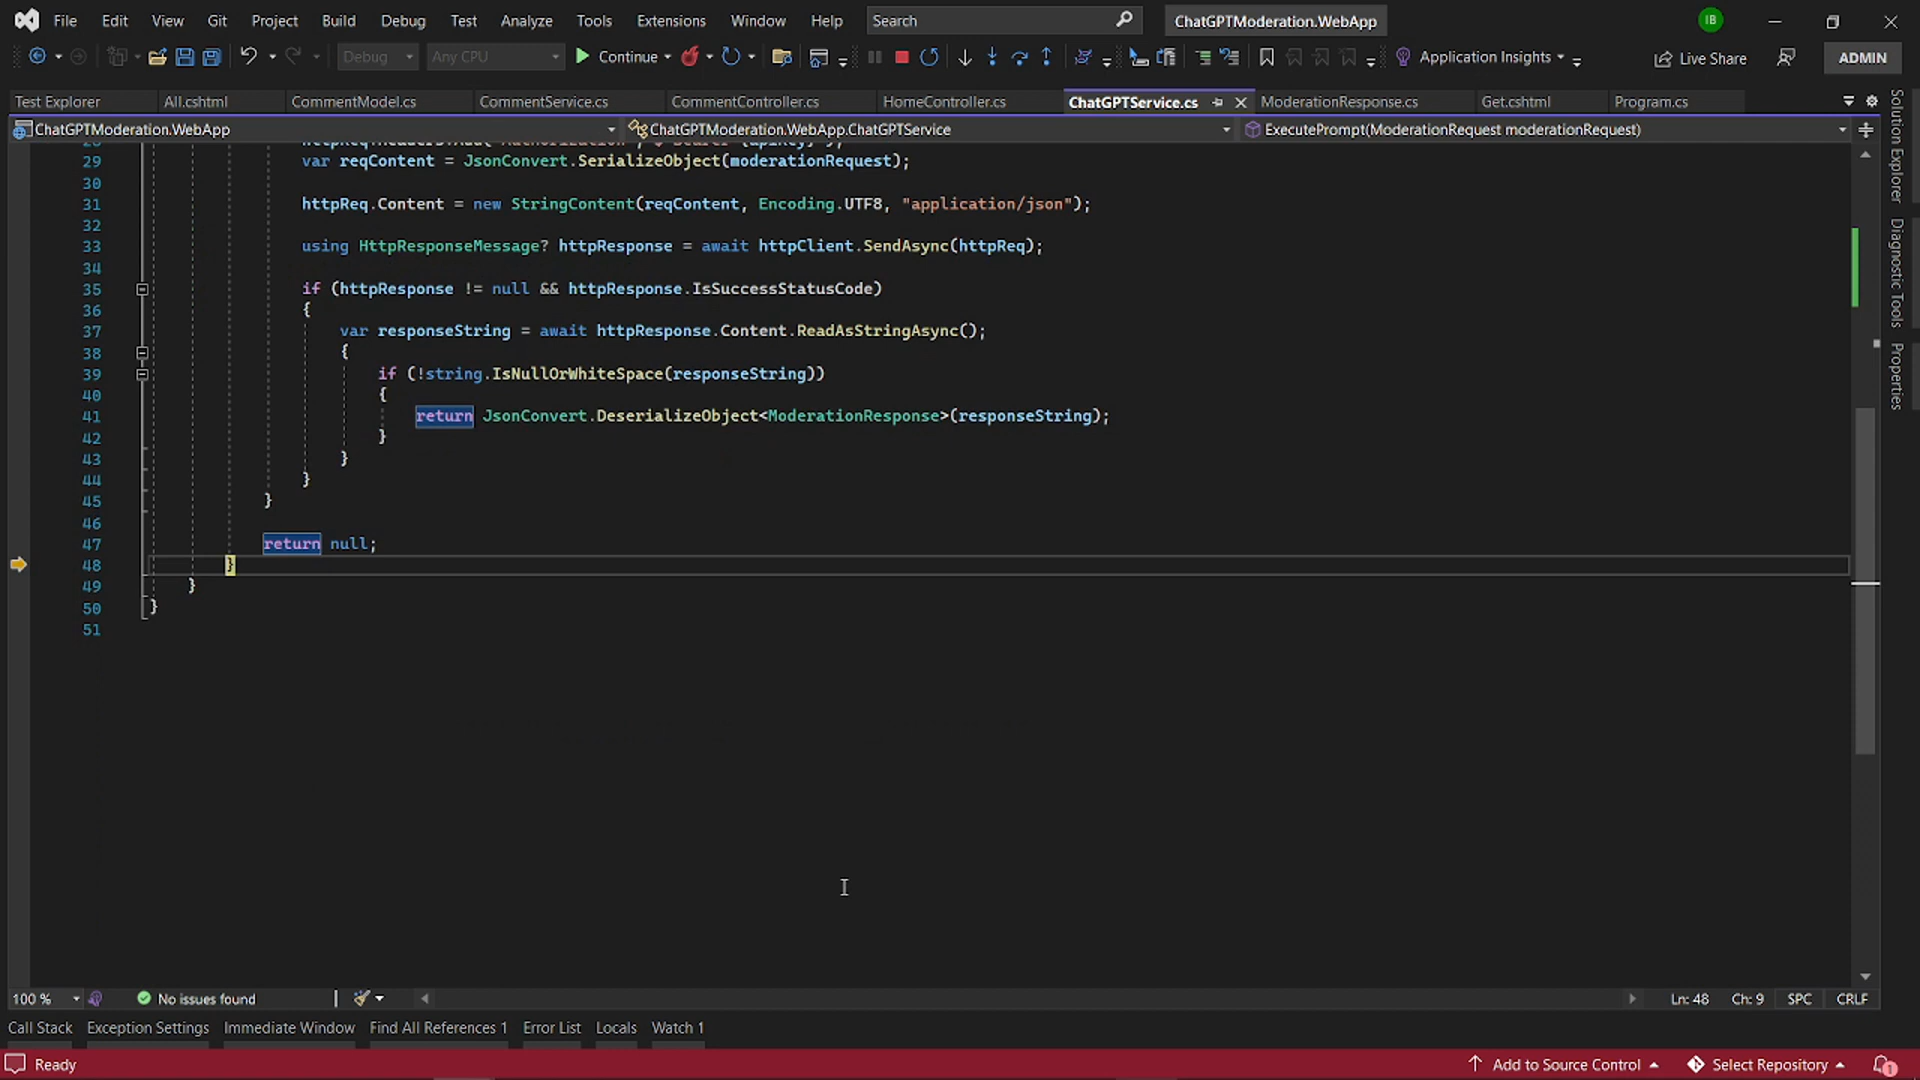 File Edit View Git Project Build Debug Test Analyze Tools Extensions Window Help Search ChatGPTModeration.WebApp IB
Debug Any CPU Continue Application Insights Live Share ADMIN
Test Explorer All.cshtml CommentModel.cs CommentService.cs CommentController.cs HomeController.cs ChatGPTService.cs ModerationResponse.cs Get.cshtml Program.cs
ChatGPTModeration.WebApp ChatGPTModeration.WebApp.ChatGPTService ExecutePrompt(ModerationRequest moderationRequest)
29 var reqContent = JsonConvert.SerializeObject(moderationRequest);
30
31 httpReq.Content = new StringContent(reqContent, Encoding.UTF8, "application/json");
32
33 using HttpResponseMessage? httpResponse = await httpClient.SendAsync(httpReq);
34
35 if (httpResponse != null && httpResponse.IsSuccessStatusCode)
36 {
37 var responseString = await httpResponse.Content.ReadAsStringAsync();
38 {
39 if (!string.IsNullOrWhiteSpace(responseString))
40 {
41 return JsonConvert.DeserializeObject<ModerationResponse>(responseString);
42 }
43 }
44 }
45 }
46
47 return null;
48 }
49 }
50 }
51
Solution Explorer
Diagnostic Tools
Properties
100 % No issues found Ln: 48 Ch: 9 SPC CRLF
Call Stack Exception Settings Immediate Window Find All References 1 Error List Locals Watch 1
Ready Add to Source Control Select Repository 1